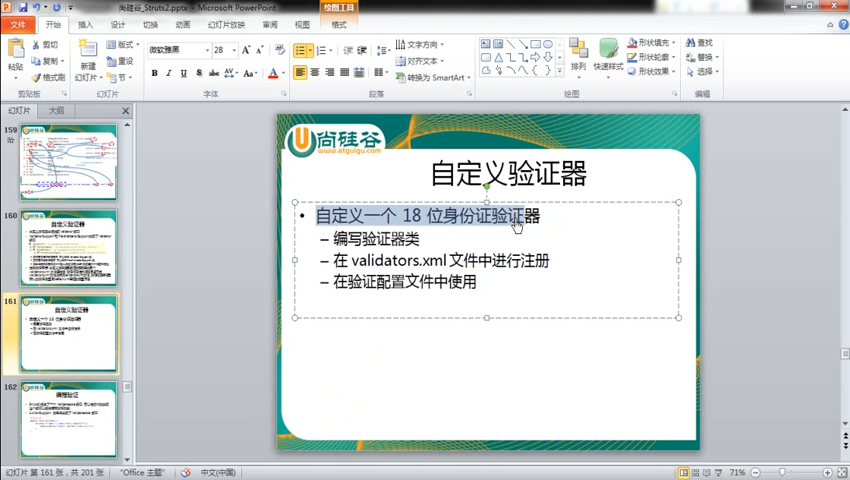 尚硅谷_Struts2.pptx - Microsoft PowerPoint
绘图工具
文件 开始 插入 设计 切换 动画 幻灯片放映 审阅 视图 格式
剪切 复制 格式刷 粘贴 剪贴板
新建 幻灯片 版式 重设 节 幻灯片
微软雅黑 28 字体
文字方向 对齐文本 转换为 SmartArt 段落
排列 快速样式 形状填充 形状轮廓 形状效果 绘图
查找 替换 选择 编辑
幻灯片 大纲
159
160
自定义验证器
161
自定义验证器
162
编程验证
U尚硅谷
www.atguigu.com
自定义验证器
• 自定义一个 18 位身份证验证器
– 编写验证器类
– 在 validators.xml 文件中进行注册
– 在验证配置文件中使用
幻灯片 第 161 张，共 201 张 "Office 主题" 中文(中国) 71%